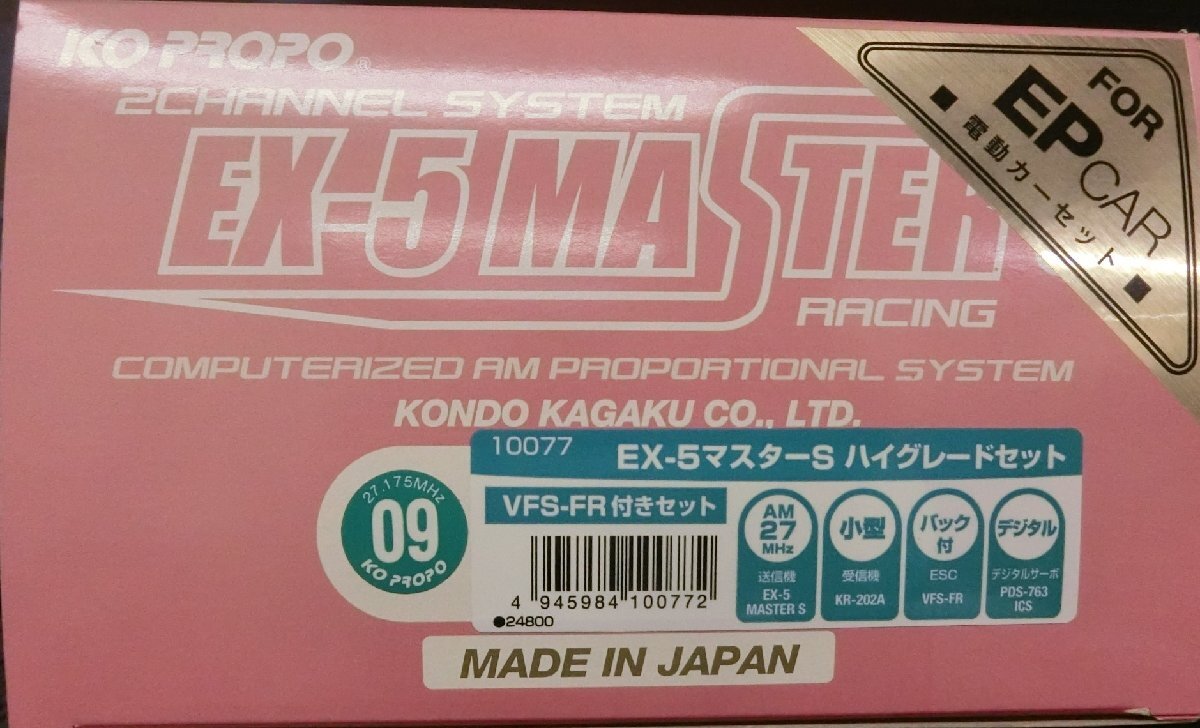 KO PROPO®
2CHANNEL SYSTEM
EX-5 MASTER
RACING
FOR
EP CAR
■電動カーセット■
COMPUTERIZED AM PROPORTIONAL SYSTEM
KONDO KAGAKU CO., LTD.
27.175MHz
09
KO PROPO
10077 EX-5マスターS ハイグレードセット
VFS-FR 付きセット
AM
27
MHz
送信機
EX-5
MASTER S
小型
受信機
KR-202A
バック
付
ESC
VFS-FR
デジタル
デジタルサーボ
PDS-763
ICS
4 945984 100772
●24800
MADE IN JAPAN